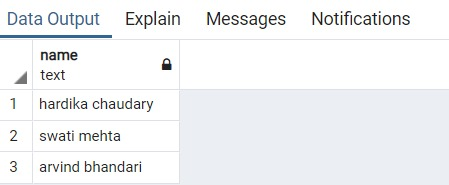 Data Output Explain Messages Notifications
name
text
1 hardika chaudary
2 swati mehta
3 arvind bhandari